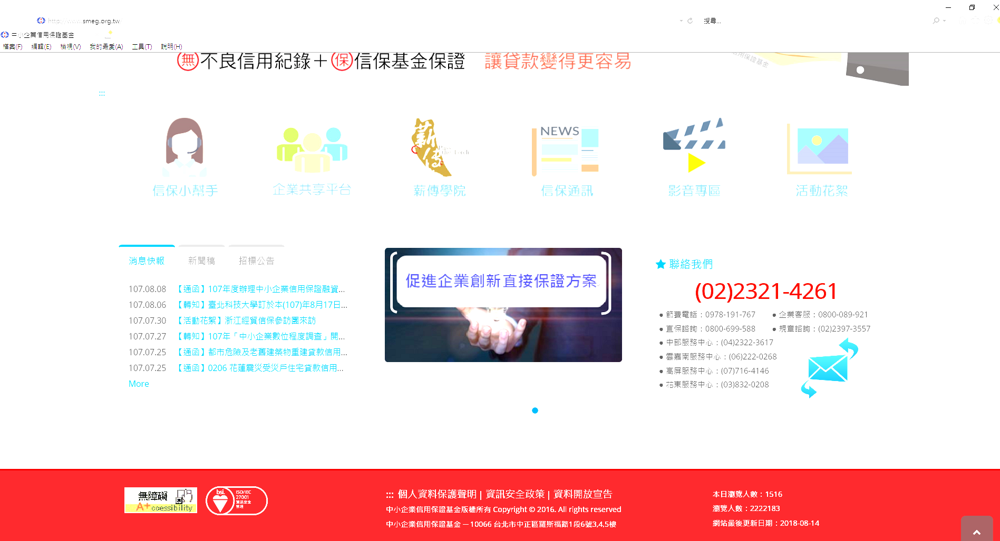 http://www.smeg.org.tw
搜尋...
中小企業信用保證基金
檔案(F) 編輯(E) 檢視(V) 我的最愛(A) 工具(T) 說明(H)
無不良信用紀錄＋保信保基金保證 讓貸款變得更容易
信用保證基金
:::
薪傳
NEWS
信保小幫手 企業共享平台 薪傳學院 信保通訊 影音專區 活動花絮
消息快報 新聞稿 招標公告
107.08.08 【通函】107年度辦理中小企業信用保證融資...
107.08.06 【轉知】臺北科技大學訂於本(107)年8月17日...
107.07.30 【活動花絮】浙江經貿信保參訪團來訪
107.07.27 【轉知】107年「中小企業數位程度調查」開...
107.07.25 【通函】都市危險及老舊建築物重建貸款信用...
107.07.25 【通函】0206 花蓮震災受災戶住宅貸款信用...
More
促進企業創新直接保證方案
聯絡我們
(02)2321-4261
● 節費電話：0978-191-767 ● 企業客服：0800-089-921
● 直保諮詢：0800-699-588 ● 規章諮詢：(02)2397-3557
● 中部服務中心：(04)2322-3617
● 雲嘉南服務中心：(06)222-0268
● 高屏服務中心：(07)716-4146
● 花東服務中心：(03)832-0208
無障礙
A+ccessibility
bsi.
ISO/IEC
27001
資訊安全
管理
::: 個人資料保護聲明 | 資訊安全政策 | 資料開放宣告
中小企業信用保證基金版權所有 Copyright © 2016. All rights reserved
中小企業信用保證基金 — 10066 台北市中正區羅斯福路1段6號3,4,5樓
本日瀏覽人數：1516
瀏覽人數：2222183
網站最後更新日期：2018-08-14